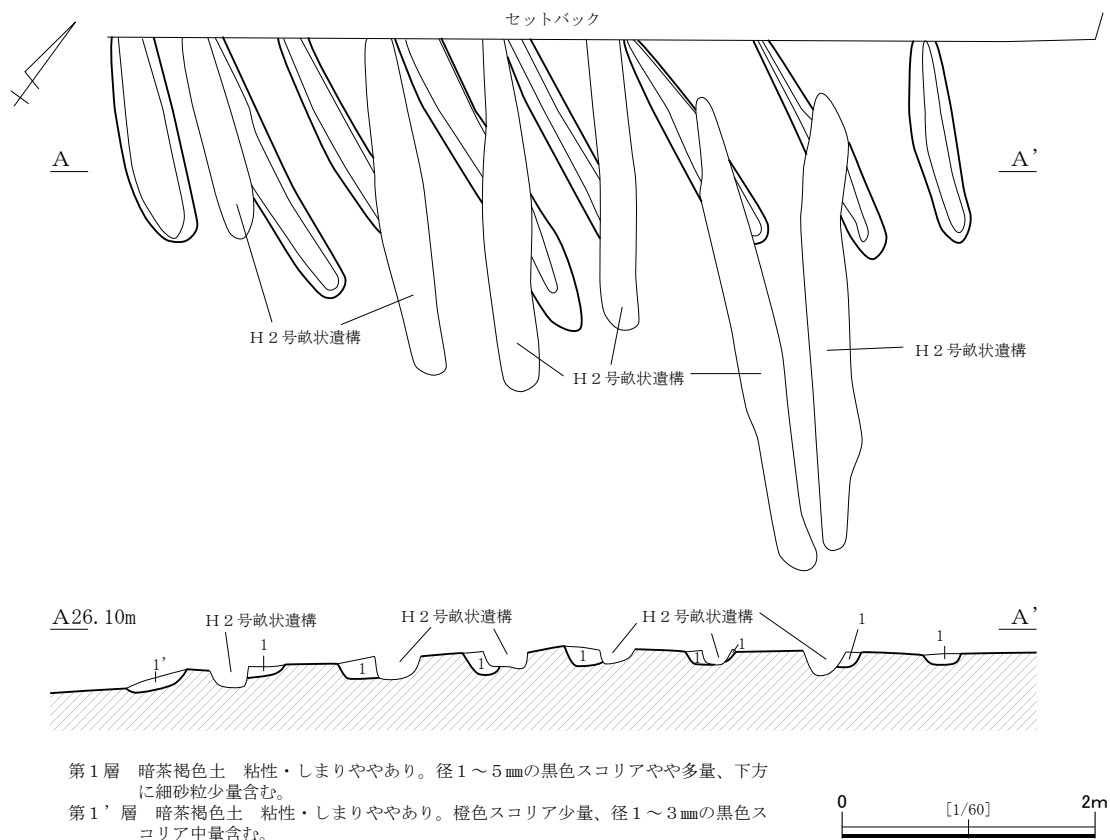 セットバック
A
A’
Ｈ２号畝状遺構
Ｈ２号畝状遺構
Ｈ２号畝状遺構
A26.10m
A’
Ｈ２号畝状遺構
Ｈ２号畝状遺構
Ｈ２号畝状遺構
1’
1
1
1
1
1
1
1
1
第１層　暗茶褐色土　粘性・しまりややあり。径１～５㎜の黒色スコリアやや多量、下方
に細砂粒少量含む。
第１’層　暗茶褐色土　粘性・しまりややあり。橙色スコリア少量、径１～３㎜の黒色ス
コリア中量含む。
0
[1/60]
2m